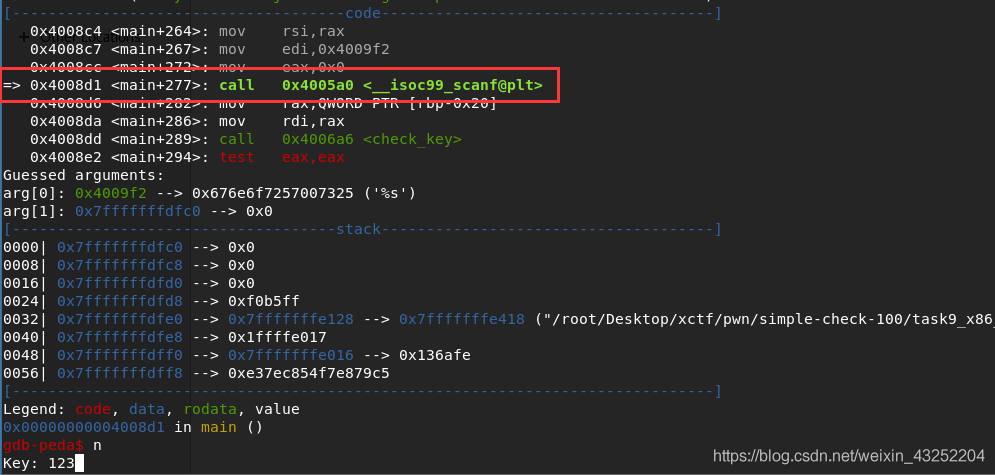 [-------------------------------------code-------------------------------------]
0x4008c4 <main+264>: mov    rsi,rax
0x4008c7 <main+267>: mov    edi,0x4009f2
0x4008cc <main+272>: mov    eax,0x0
=> 0x4008d1 <main+277>: call   0x4005a0 <__isoc99_scanf@plt>
0x4008d6 <main+282>: mov    rax,QWORD PTR [rbp-0x20]
0x4008da <main+286>: mov    rdi,rax
0x4008dd <main+289>: call   0x4006a6 <check_key>
0x4008e2 <main+294>: test   eax,eax
Guessed arguments:
arg[0]: 0x4009f2 --> 0x676e6f7257007325 ('%s')
arg[1]: 0x7fffffffdfc0 --> 0x0
[------------------------------------stack-------------------------------------]
0000| 0x7fffffffdfc0 --> 0x0
0008| 0x7fffffffdfc8 --> 0x0
0016| 0x7fffffffdfd0 --> 0x0
0024| 0x7fffffffdfd8 --> 0xf0b5ff
0032| 0x7fffffffdfe0 --> 0x7fffffffe128 --> 0x7fffffffe418 ("/root/Desktop/xctf/pwn/simple-check-100/task9_x86_
0040| 0x7fffffffdfe8 --> 0x1ffffe017
0048| 0x7fffffffdff0 --> 0x7fffffffe016 --> 0x136afe
0056| 0x7fffffffdff8 --> 0xe37ec854f7e879c5
[------------------------------------------------------------------------------]
Legend: code, data, rodata, value
0x00000000004008d1 in main ()
gdb-peda$ n
Key: 123
https://blog.csdn.net/weixin_43252204